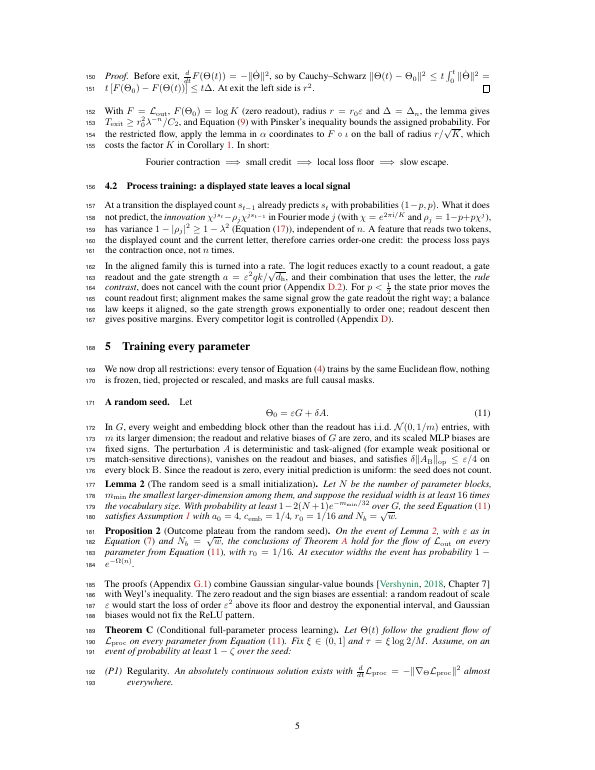 150 Proof. Before exit, d/dt F(Θ(t)) = −‖Θ̇‖², so by Cauchy–Schwarz ‖Θ(t) − Θ₀‖² ≤ t ∫₀ᵗ ‖Θ̇‖² =
151 t [F(Θ₀) − F(Θ(t))] ≤ tΔ. At exit the left side is r². □
152 With F = ℒ_out, F(Θ₀) = log K (zero readout), radius r = r₀ε and Δ = Δₙ, the lemma gives
153 T_exit ≥ r₀²λ⁻ⁿ/C₂, and Equation (9) with Pinsker's inequality bounds the assigned probability. For
154 the restricted flow, apply the lemma in α coordinates to F ∘ ι on the ball of radius r/√K, which
155 costs the factor K in Corollary 1. In short:
Fourier contraction ⟹ small credit ⟹ local loss floor ⟹ slow escape.
156 4.2 Process training: a displayed state leaves a local signal
157 At a transition the displayed count sₜ₋₁ already predicts sₜ with probabilities (1−p, p). What it does
158 not predict, the innovation χ^{jsₜ} − ρⱼχ^{jsₜ₋₁} in Fourier mode j (with χ = e^{2πi/K} and ρⱼ = 1−p+pχʲ),
159 has variance 1 − |ρⱼ|² ≥ 1 − λ² (Equation (17)), independent of n. A feature that reads two tokens,
160 the displayed count and the current letter, therefore carries order-one credit: the process loss pays
161 the contraction once, not n times.
162 In the aligned family this is turned into a rate. The logit reduces exactly to a count readout, a gate
163 readout and the gate strength a = ε²qk/√d_h, and their combination that uses the letter, the rule
164 contrast, does not cancel with the count prior (Appendix D.2). For p < ½ the state prior moves the
165 count readout first; alignment makes the same signal grow the gate readout the right way; a balance
166 law keeps it aligned, so the gate strength grows exponentially to order one; readout descent then
167 gives positive margins. Every competitor logit is controlled (Appendix D).
168 5 Training every parameter
169 We now drop all restrictions: every tensor of Equation (4) trains by the same Euclidean flow, nothing
170 is frozen, tied, projected or rescaled, and masks are full causal masks.
171 A random seed. Let
Θ₀ = εG + δA. (11)
172 In G, every weight and embedding block other than the readout has i.i.d. 𝒩(0, 1/m) entries, with
173 m its larger dimension; the readout and relative biases of G are zero, and its scaled MLP biases are
174 fixed signs. The perturbation A is deterministic and task-aligned (for example weak positional or
175 match-sensitive directions), vanishes on the readout and biases, and satisfies δ‖A_B‖_op ≤ ε/4 on
176 every block B. Since the readout is zero, every initial prediction is uniform: the seed does not count.
177 Lemma 2 (The random seed is a small initialization). Let N be the number of parameter blocks,
178 m_min the smallest larger-dimension among them, and suppose the residual width is at least 16 times
179 the vocabulary size. With probability at least 1−2(N+1)e^{−m_min/32} over G, the seed Equation (11)
180 satisfies Assumption 1 with a₀ = 4, c_emb = 1/4, r₀ = 1/16 and N_b = √w.
181 Proposition 2 (Outcome plateau from the random seed). On the event of Lemma 2, with ε as in
182 Equation (7) and N_b = √w, the conclusions of Theorem A hold for the flow of ℒ_out on every
183 parameter from Equation (11), with r₀ = 1/16. At executor widths the event has probability 1 −
184 e^{−Ω(n)}.
185 The proofs (Appendix G.1) combine Gaussian singular-value bounds [Vershynin, 2018, Chapter 7]
186 with Weyl's inequality. The zero readout and the sign biases are essential: a random readout of scale
187 ε would start the loss of order ε² above its floor and destroy the exponential interval, and Gaussian
188 biases would not fix the ReLU pattern.
189 Theorem C (Conditional full-parameter process learning). Let Θ(t) follow the gradient flow of
190 ℒ_proc on every parameter from Equation (11). Fix ξ ∈ (0, 1] and τ = ξ log 2/M. Assume, on an
191 event of probability at least 1 − ζ over the seed:
192 (P1) Regularity. An absolutely continuous solution exists with d/dt ℒ_proc = −‖∇_Θ ℒ_proc‖² almost
193 everywhere.
5